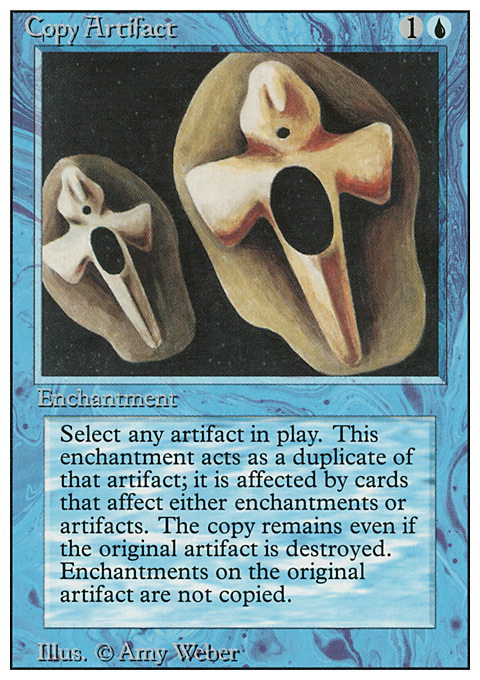 Copy Artifact 1
Enchantment
Select any artifact in play. This
enchantment acts as a duplicate of
that artifact; it is affected by cards
that affect either enchantments or
artifacts. The copy remains even if
the original artifact is destroyed.
Enchantments on the original
artifact are not copied.
Illus. © Amy Weber